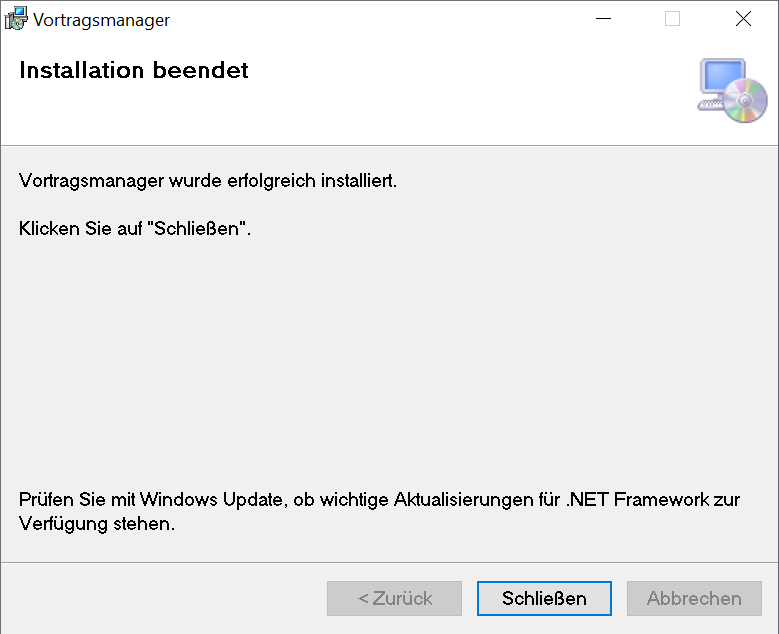 Vortragsmanager
Installation beendet
Vortragsmanager wurde erfolgreich installiert.
Klicken Sie auf "Schließen".
Prüfen Sie mit Windows Update, ob wichtige Aktualisierungen für .NET Framework zur
Verfügung stehen.
< Zurück
Schließen
Abbrechen